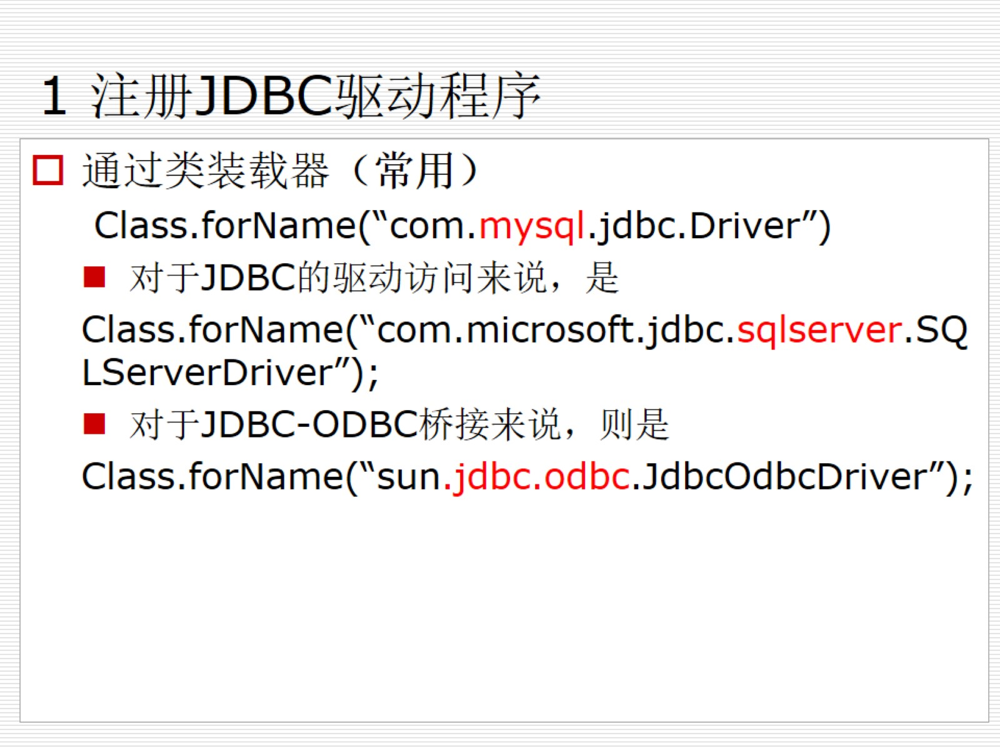 1 注册JDBC驱动程序
通过类装载器（常用）
Class.forName(“com.mysql.jdbc.Driver”)
对于JDBC的驱动访问来说，是
Class.forName(“com.microsoft.jdbc.sqlserver.SQ
LServerDriver”);
对于JDBC-ODBC桥接来说，则是
Class.forName(“sun.jdbc.odbc.JdbcOdbcDriver”);